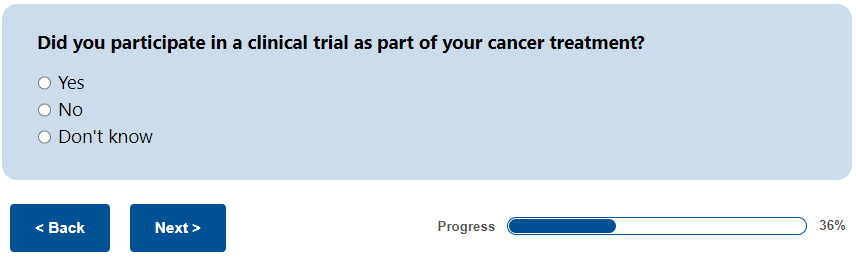 Did you participate in a clinical trial as part of your cancer treatment?
Yes
No
Don't know
< Back
Next >
Progress
36%